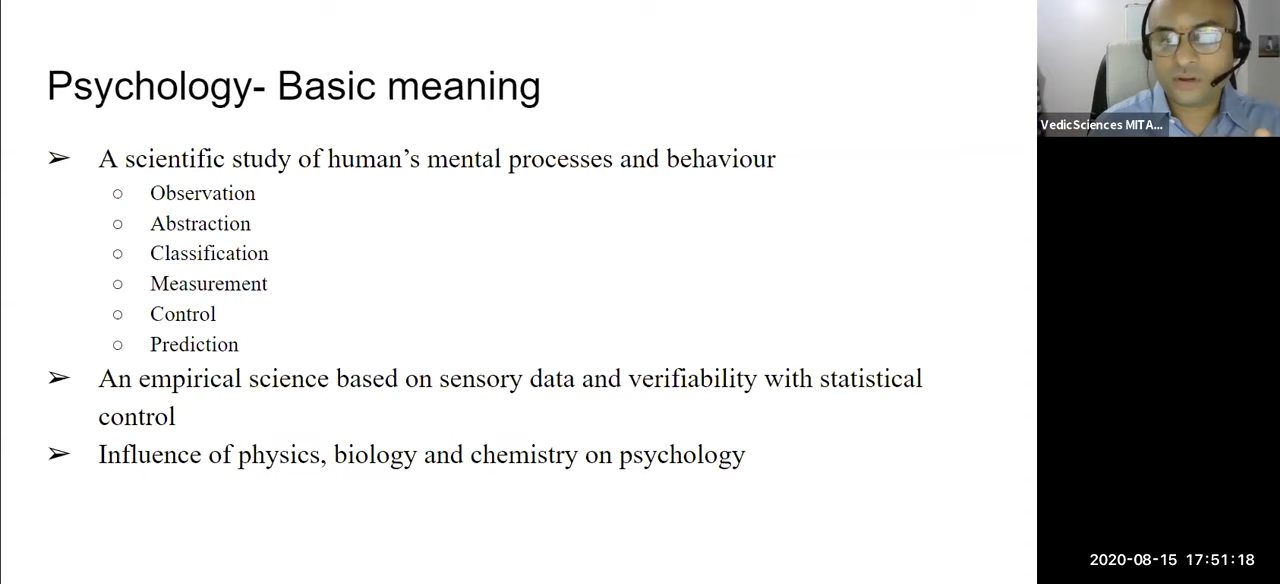 Psychology- Basic meaning
➢ A scientific study of human’s mental processes and behaviour
○ Observation
○ Abstraction
○ Classification
○ Measurement
○ Control
○ Prediction
➢ An empirical science based on sensory data and verifiability with statistical
control
➢ Influence of physics, biology and chemistry on psychology
VedicSciences MITA...
2020-08-15 17:51:18